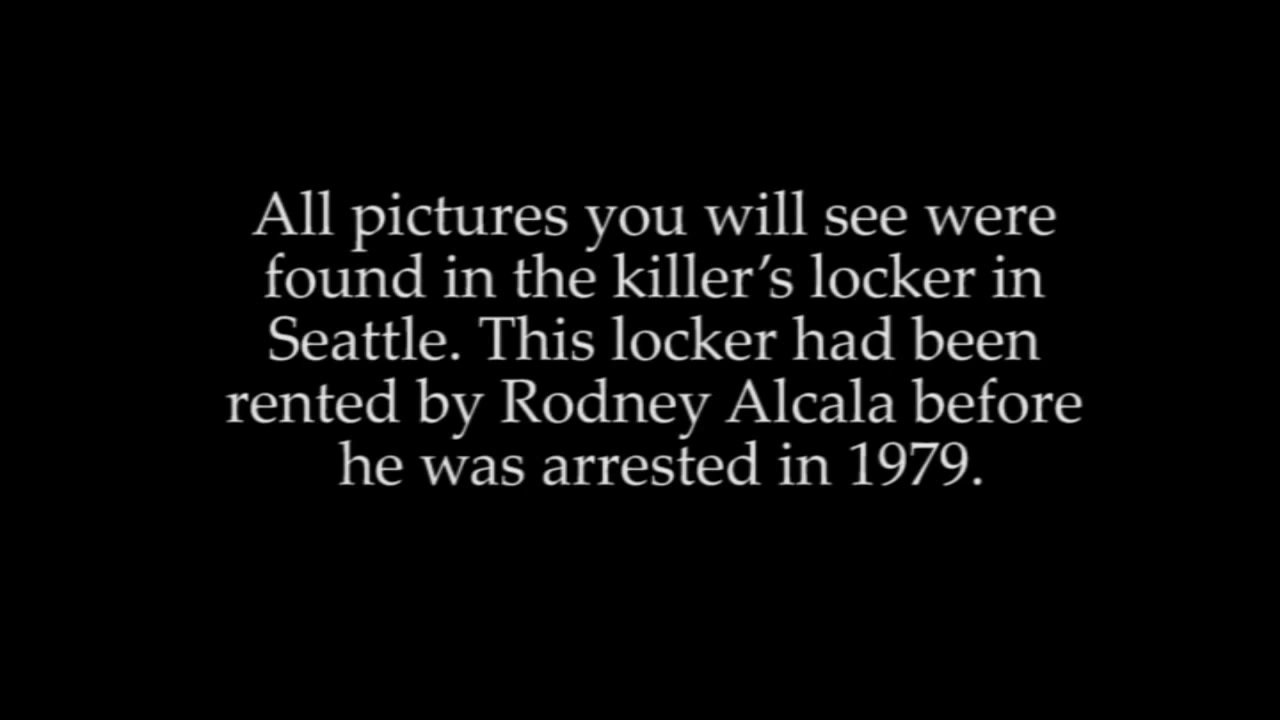 All pictures you will see were
found in the killer’s locker in
Seattle. This locker had been
rented by Rodney Alcala before
he was arrested in 1979.